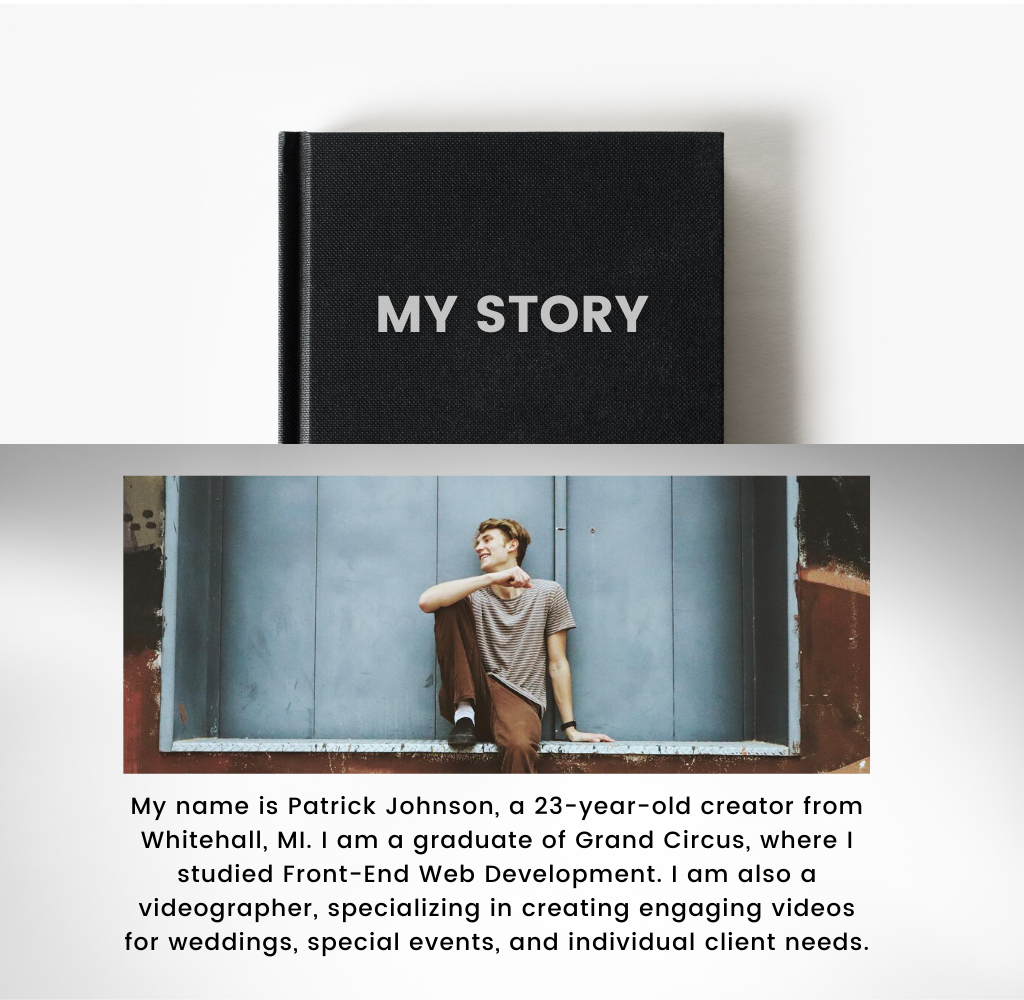 MY STORY
My name is Patrick Johnson, a 23-year-old creator from
Whitehall, MI. I am a graduate of Grand Circus, where I
studied Front-End Web Development. I am also a
videographer, specializing in creating engaging videos
for weddings, special events, and individual client needs.